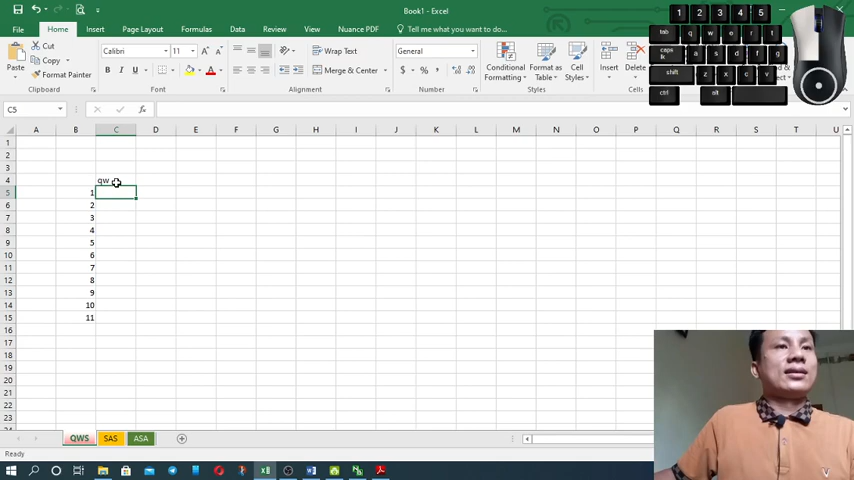 Book1 - Excel
File Home Insert Page Layout Formulas Data Review View Nuance PDF Tell me what you want to do...
Paste
Cut
Copy
Format Painter
Clipboard
Calibri 11
B I U
Font
Wrap Text
Merge & Center
Alignment
General
$ % ,
Number
Conditional Formatting
Format as Table
Cell Styles
Styles
Insert
Delete
Cells
1 2 3 4 5
tab q w e r t
caps lk a s d f g
shift z x c v
ctrl alt
C5 fx
A B C D E F G H I J K L M N O P Q R S T U
1
2
3
4 qw
5 1
6 2
7 3
8 4
9 5
10 6
11 7
12 8
13 9
14 10
15 11
16
17
18
19
20
21
22
23
QWS SAS ASA
Ready